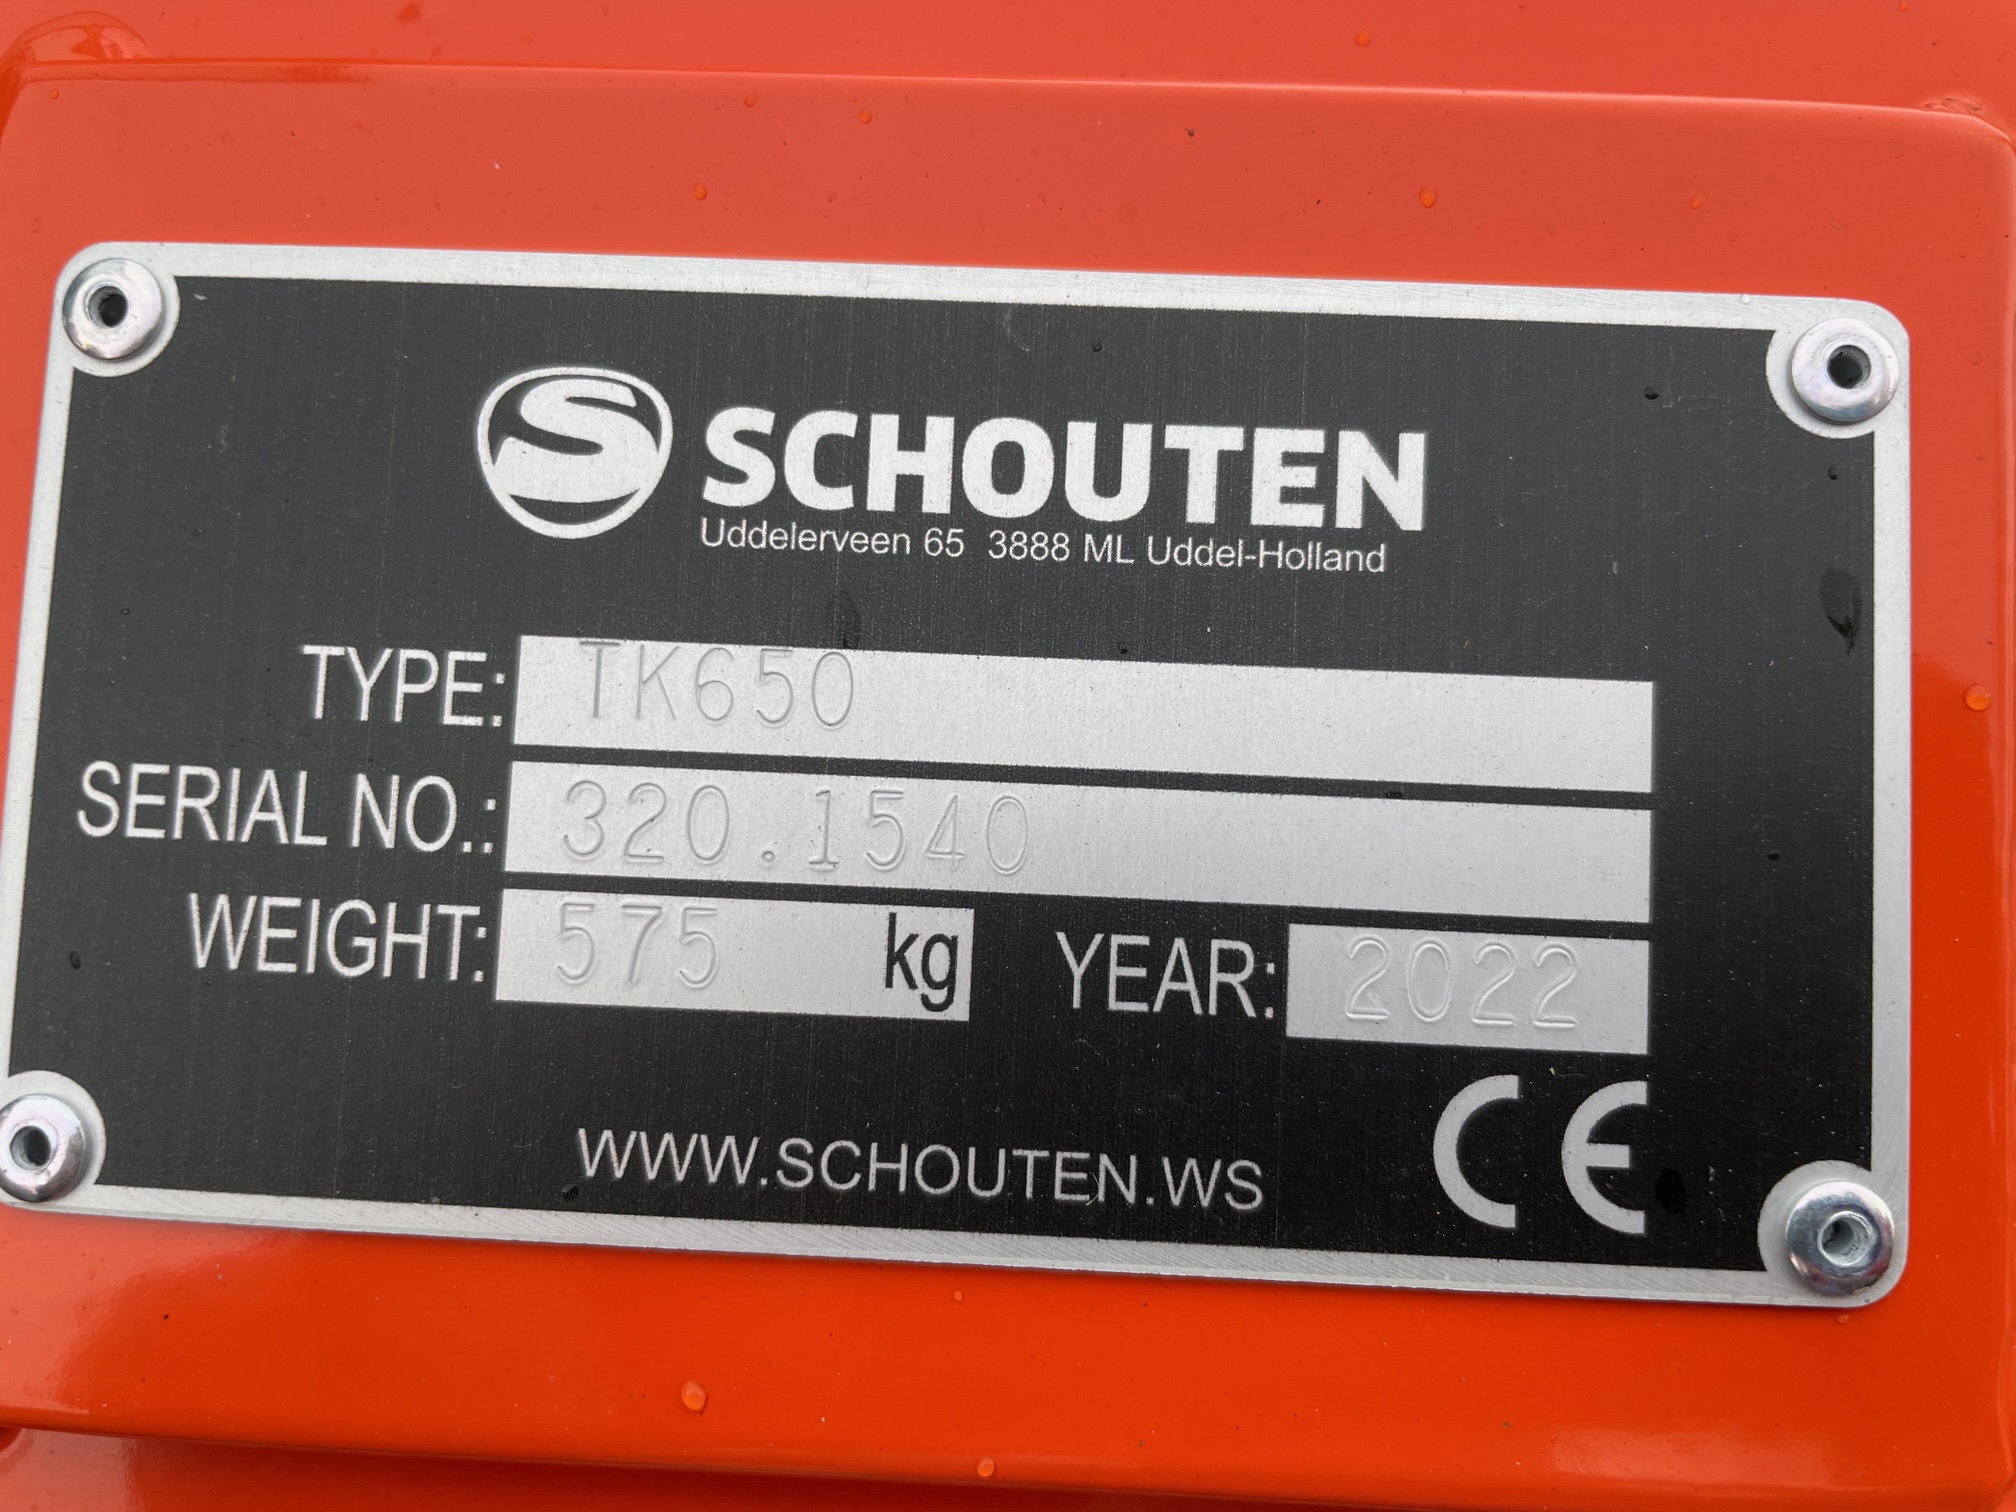 S SCHOUTEN
Uddelerveen 65 3888 ML Uddel-Holland
TYPE: TK650
SERIAL NO.: 320.1540
WEIGHT: 575 kg YEAR: 2022
WWW.SCHOUTEN.WS CE